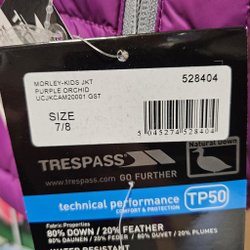 MORLEY-KIDS JKT
PURPLE ORCHID
UCJKCAM20001 GST
528404
SIZE
7/8
5 045274 528404
TRESPASS
Natural Down
www.trespass.com GO FURTHER
technical performance TP50
COMFORT & PROTECTION
Fabric Properties
80% DOWN / 20% FEATHER
80% DAUNEN / 20% FEDER / 80% DUVET / 20% PLUMES
WATER RESISTANT